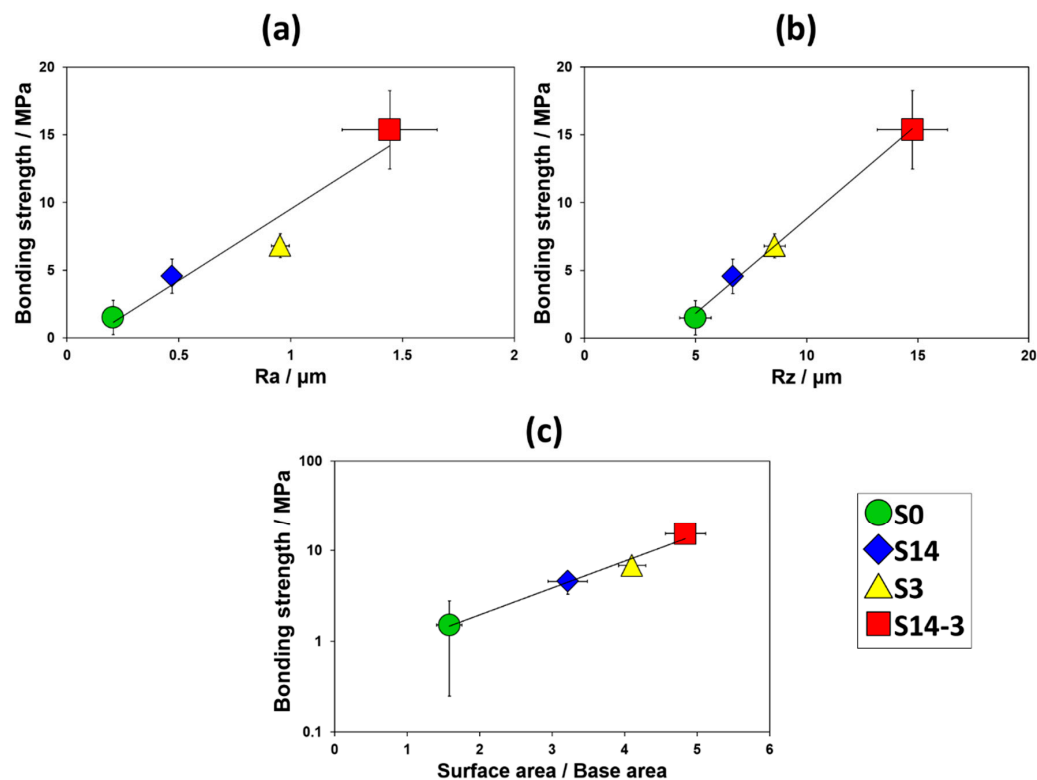 (a)
20
15
10
5
0
0 0.5 1 1.5 2
Bonding strength / MPa
Ra / µm
(b)
20
15
10
5
0
0 5 10 15 20
Bonding strength / MPa
Rz / µm
(c)
100
10
1
0.1
0 1 2 3 4 5 6
Bonding strength / MPa
Surface area / Base area
S0
S14
S3
S14-3